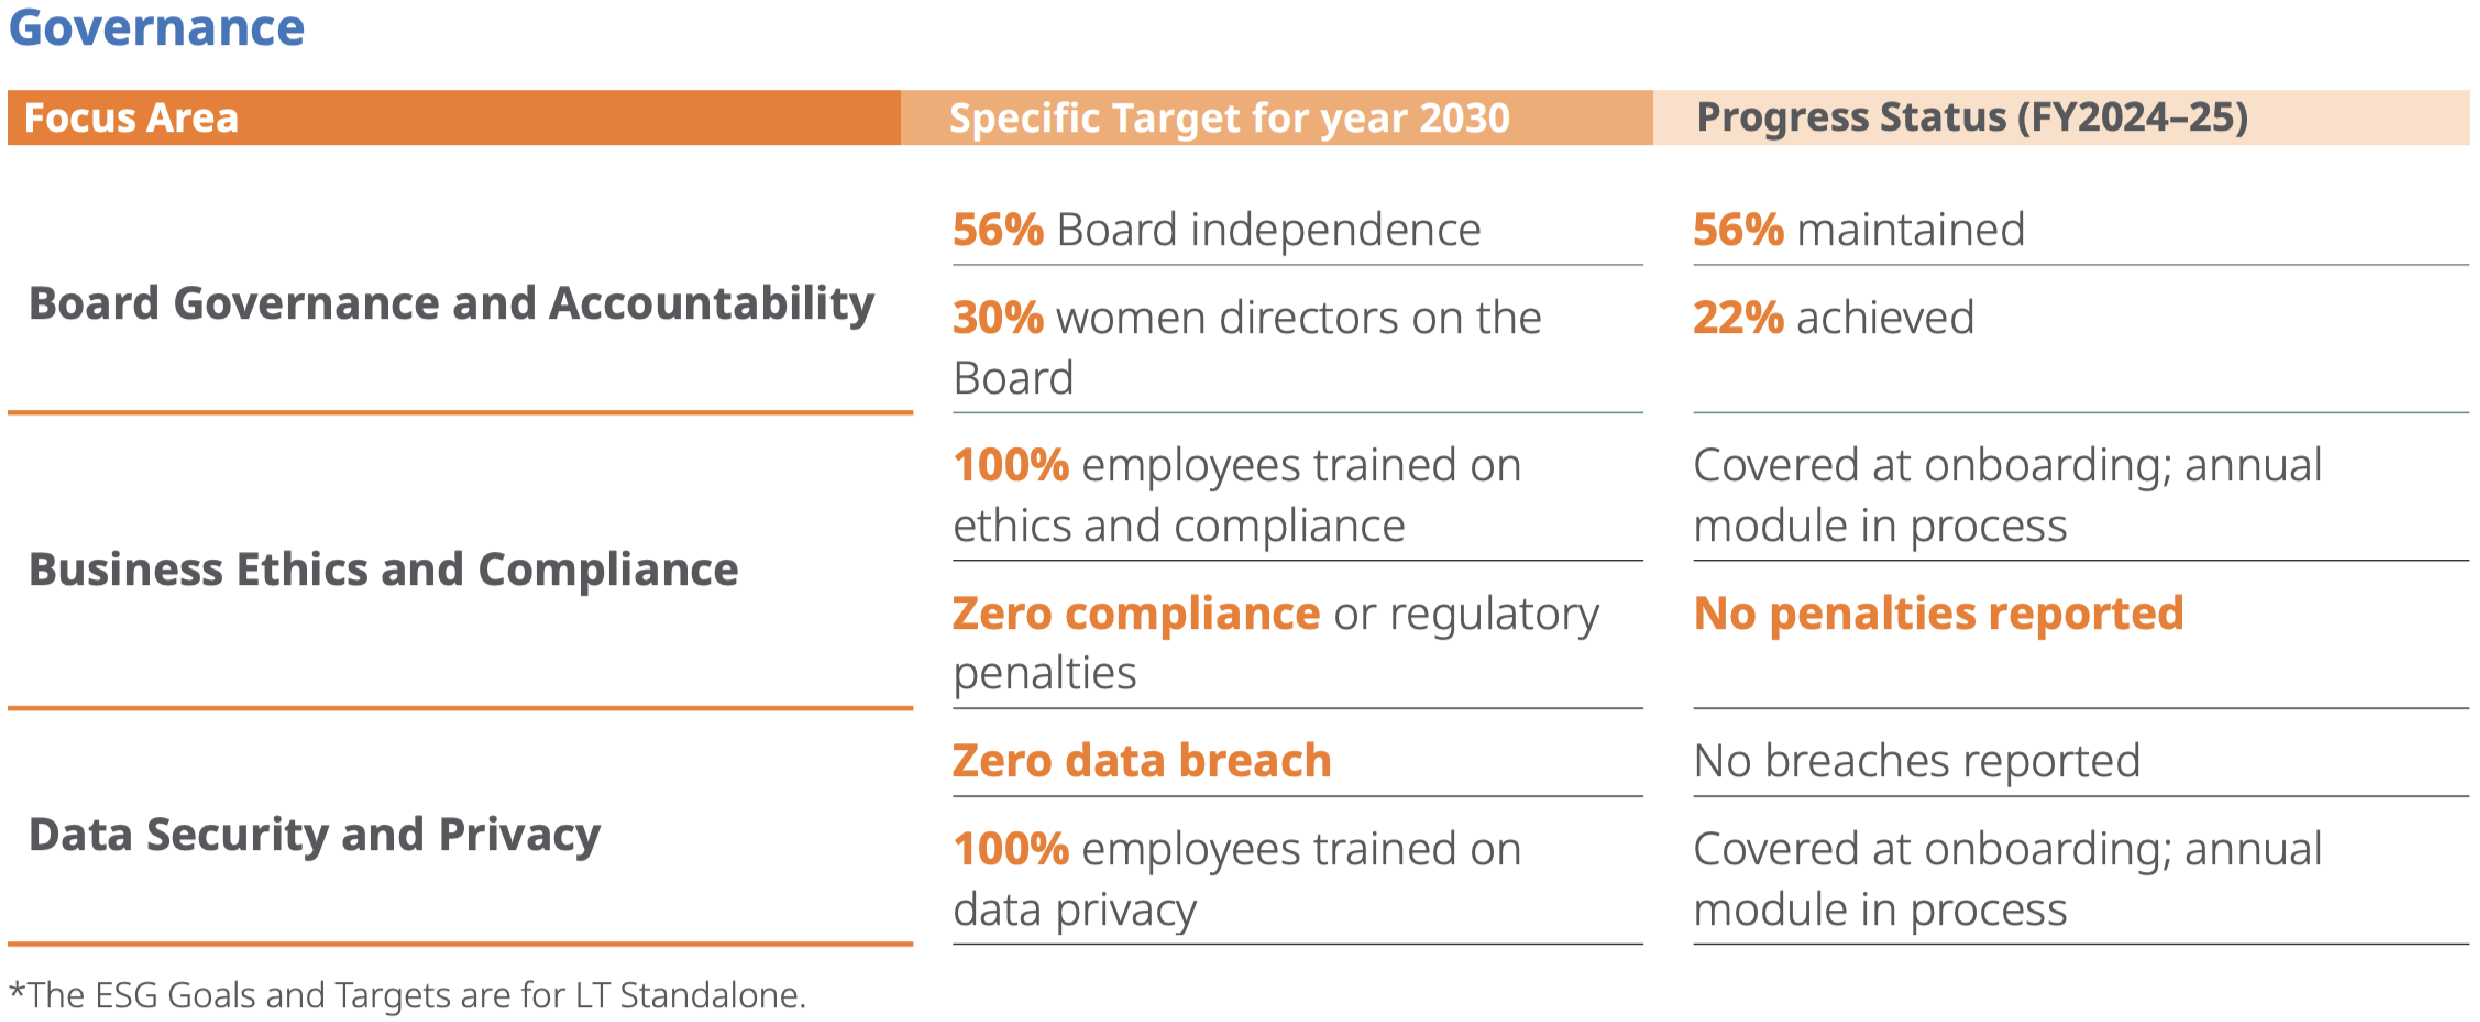 Governance
Focus Area Specific Target for year 2030 Progress Status (FY2024–25)
Board Governance and Accountability
56% Board independence 56% maintained
30% women directors on the 22% achieved
Board
Business Ethics and Compliance
100% employees trained on Covered at onboarding; annual
ethics and compliance module in process
Zero compliance or regulatory No penalties reported
penalties
Data Security and Privacy
Zero data breach No breaches reported
100% employees trained on Covered at onboarding; annual
data privacy module in process
*The ESG Goals and Targets are for LT Standalone.